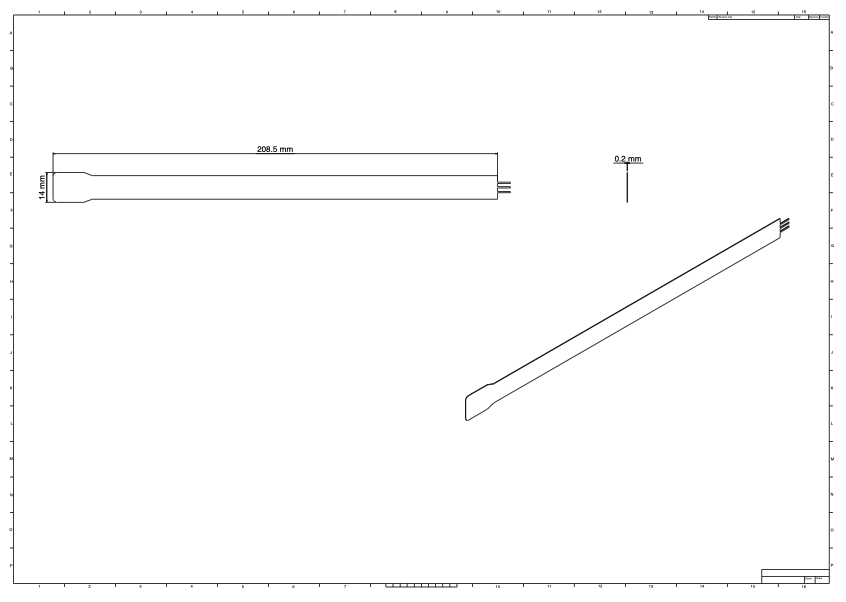 1 2 3 4 5 6 7 8 9 10 11 12 13 14 15 16
A A
B B
C C
D D
208.5 mm
0.2 mm
E E
14 mm
F F
G G
H H
I I
J J
K K
L L
M M
N N
O O
P P
1 2 3 4 5 6 7 10 11 12 13 14 15 16